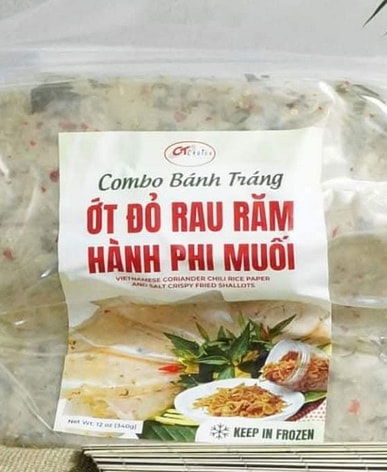 OT Choice
Combo Bánh Tráng
ỚT ĐỎ RAU RĂM
HÀNH PHI MUỐI
VIETNAMESE CORIANDER CHILI RICE PAPER
AND SALT CRISPY FRIED SHALLOTS
Net Wt. 12 oz (340g)
KEEP IN FROZEN